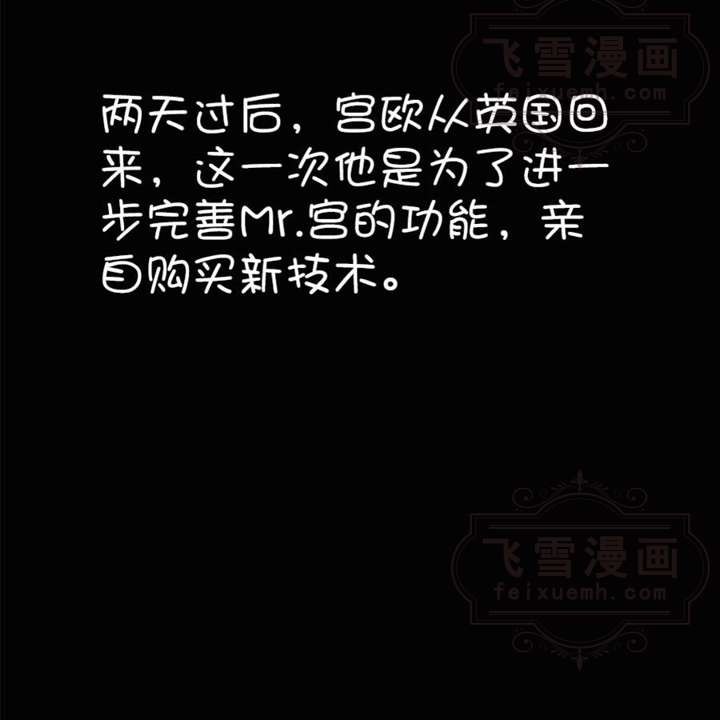 飞雪漫画
feixuemh.com
两天过后，宫欧从英国回
来，这一次他是为了进一
步完善Mr.宫的功能，亲
自购买新技术。
飞雪漫画
feixuemh.com